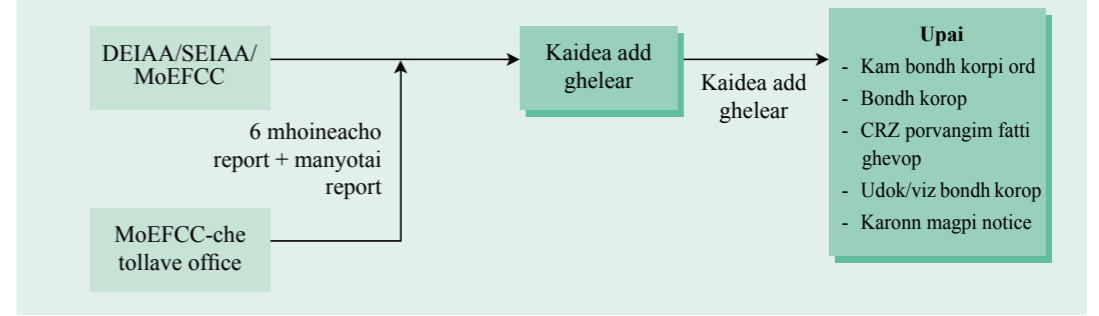 DEIAA/SEIAA/
MoEFCC
6 mhoineacho
report + manyotai
report
MoEFCC-che
tollave office
Kaidea add
ghelear
Kaidea add
ghelear
Upai
- Kam bondh korpi ord
- Bondh korop
- CRZ porvangim fatti
ghevop
- Udok/viz bondh korop
- Karonn magpi notice